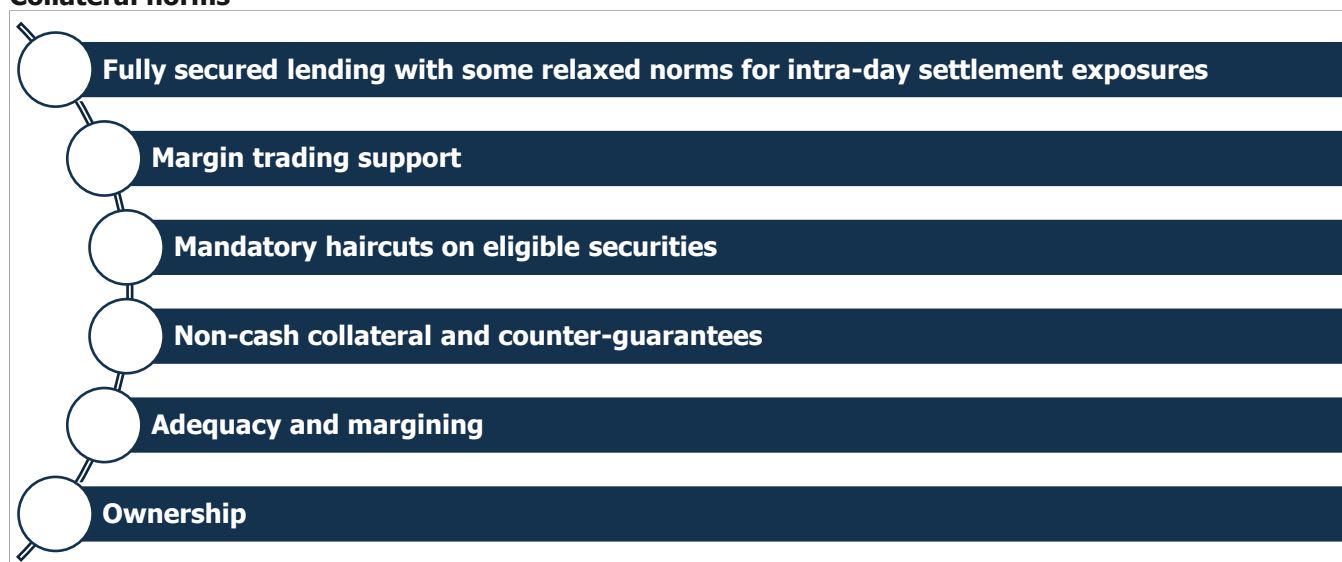 Collateral norms
Fully secured lending with some relaxed norms for intra-day settlement exposures
Margin trading support
Mandatory haircuts on eligible securities
Non-cash collateral and counter-guarantees
Adequacy and margining
Ownership